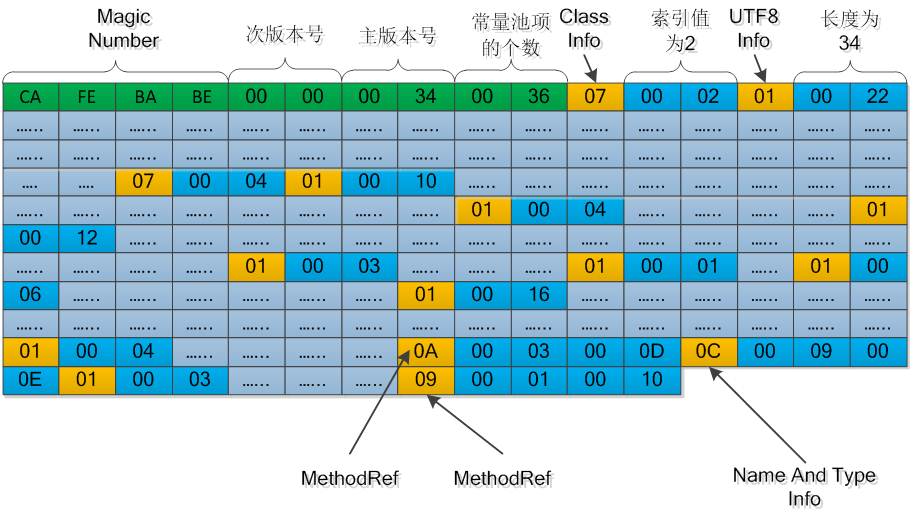 Magic
Number
次版本号
主版本号
常量池项
的个数
Class
Info
索引值
为2
UTF8
Info
长度为
34
CA FE BA BE 00 00 00 34 00 36 07 00 02 01 00 22
...... ...... ...... ...... ...... ...... ...... ...... ...... ...... ...... ...... ...... ...... ...... ......
...... ...... ...... ...... ...... ...... ...... ...... ...... ...... ...... ...... ...... ...... ...... ......
.... .... 07 00 04 01 00 10 ...... ...... ...... ...... ...... ...... ...... ......
...... ...... ...... ...... ...... ...... ...... ...... 01 00 04 ...... ...... ...... ...... 01
00 12 ...... ...... ...... ...... ...... ...... ...... ...... ...... ...... ...... ...... ...... ......
...... ...... ...... ...... 01 00 03 ...... ...... ...... 01 00 01 ...... 01 00
06 ...... ...... ...... ...... ...... ...... 01 00 16 ...... ...... ...... ...... ...... ......
...... ...... ...... ...... ...... ...... ...... ...... ...... ...... ...... ...... ...... ...... ...... ......
01 00 04 ...... ...... ...... ...... 0A 00 03 00 0D 0C 00 09 00
0E 01 00 03 ...... ...... ...... 09 00 01 00 10
MethodRef
MethodRef
Name And Type
Info